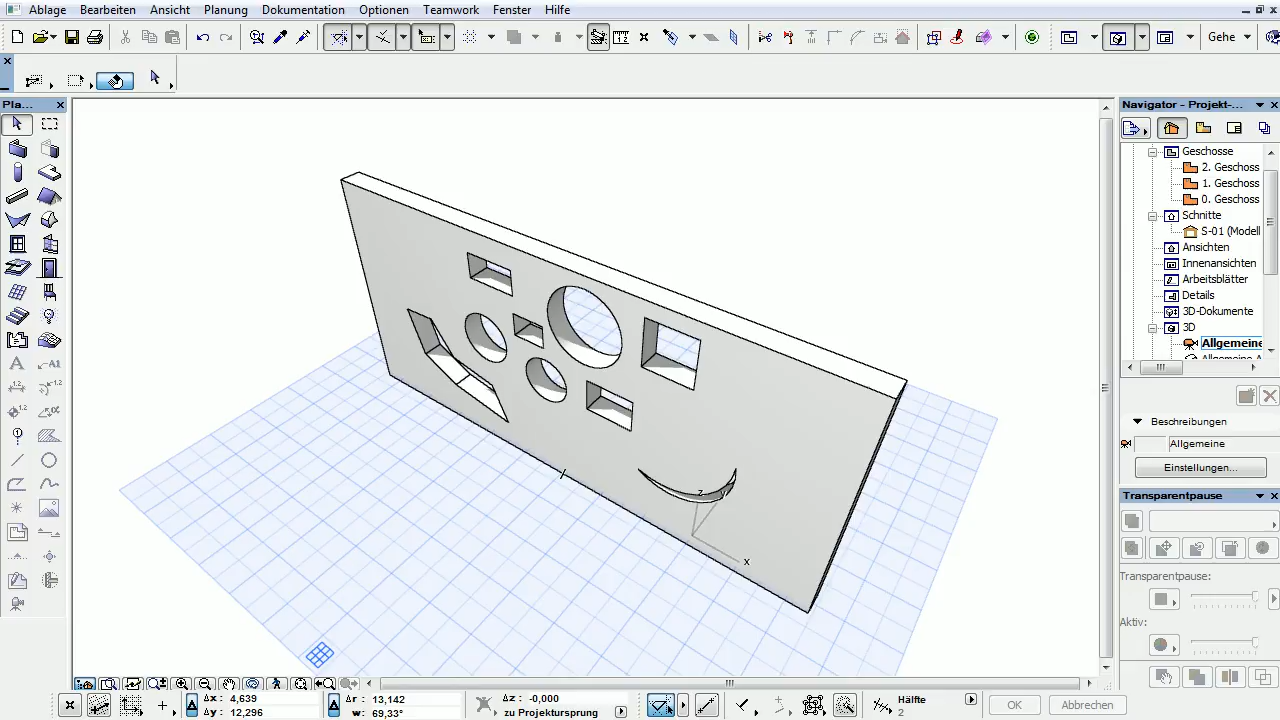 Ablage Bearbeiten Ansicht Planung Dokumentation Optionen Teamwork Fenster Hilfe
Gehe
Pla...
Navigator - Projekt-...
Geschosse
2. Geschoss
1. Geschoss
0. Geschoss
Schnitte
S-01 (Modell
Ansichten
Innenansichten
Arbeitsblätter
Details
3D-Dokumente
3D
Allgemeine
Beschreibungen
Allgemeine
Einstellungen...
Transparentpause
Transparentpause:
Aktiv:
z
x
Δx: 4,639
Δy: 12,296
Δr: 13,142
w: 69,33°
Δz: -0,000
zu Projektursprung
Hälfte
2
OK
Abbrechen